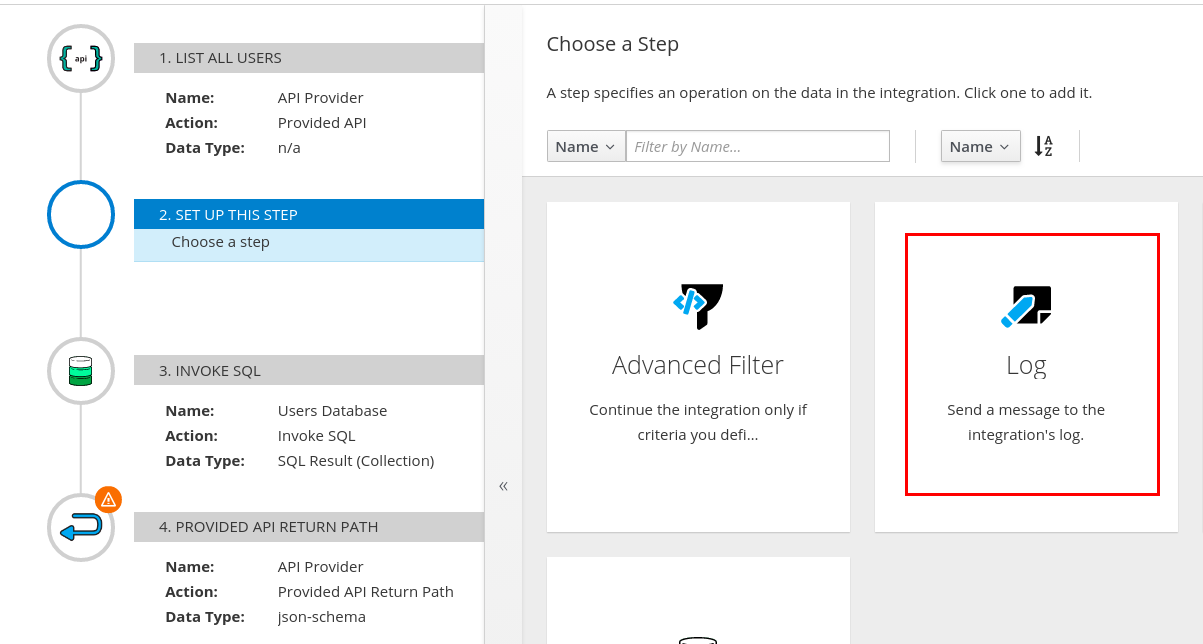 api
1. LIST ALL USERS
Name: API Provider
Action: Provided API
Data Type: n/a
2. SET UP THIS STEP
Choose a step
3. INVOKE SQL
Name: Users Database
Action: Invoke SQL
Data Type: SQL Result (Collection)
4. PROVIDED API RETURN PATH
Name: API Provider
Action: Provided API Return Path
Data Type: json-schema
«
Choose a Step
A step specifies an operation on the data in the integration. Click one to add it.
Name Filter by Name... Name A Z
Advanced Filter
Continue the integration only if
criteria you defi...
Log
Send a message to the
integration's log.